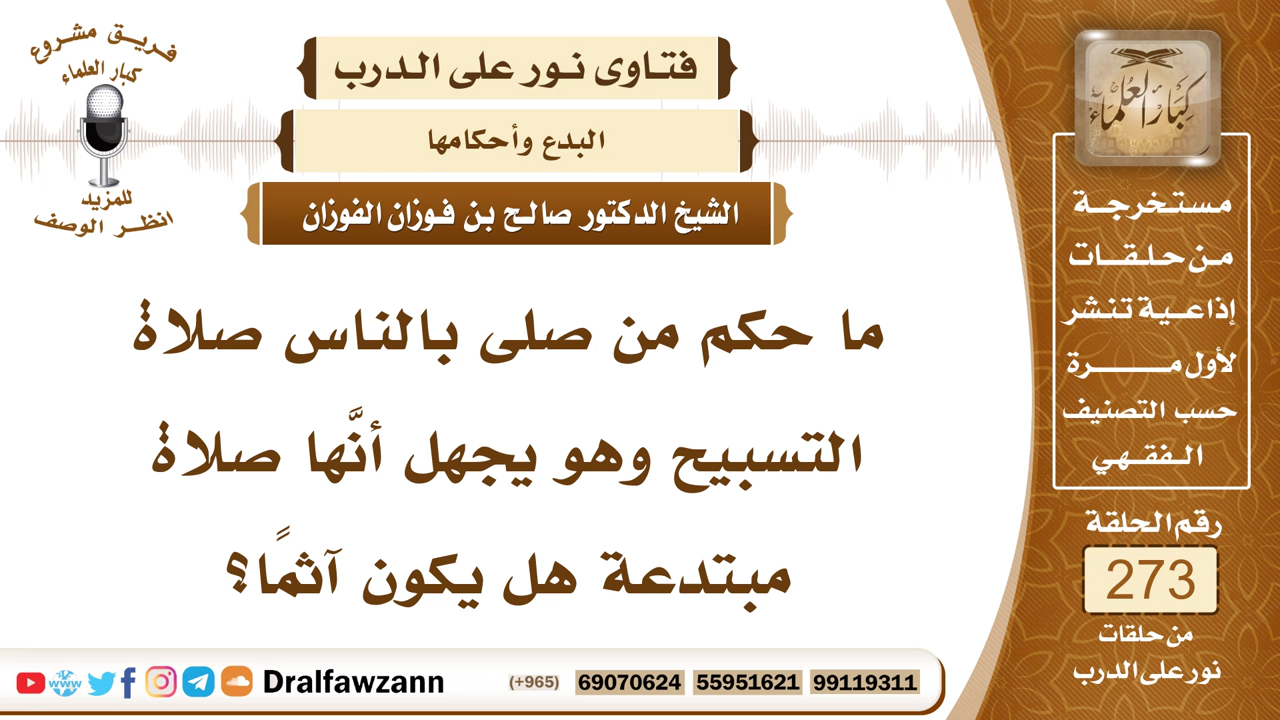 فريق مشروع
كبار العلماء
للمزيد
انظر الوصف
فتاوى نور على الدرب
البدع وأحكامها
الشيخ الدكتور صالح بن فوزان الفوزان
ما حكم من صلى بالناس صلاة
التسبيح وهو يجهل أنَّها صلاة
مبتدعة هل يكون آثمًا؟
كبار العلماء
مستخرجة
من حلقات
إذاعية تنشر
لأول مرة
حسب التصنيف
الفقهي
رقم الحلقة
273
من حلقات
نور على الدرب
www
Dralfawzann
(+965) 69070624 55951621 99119311